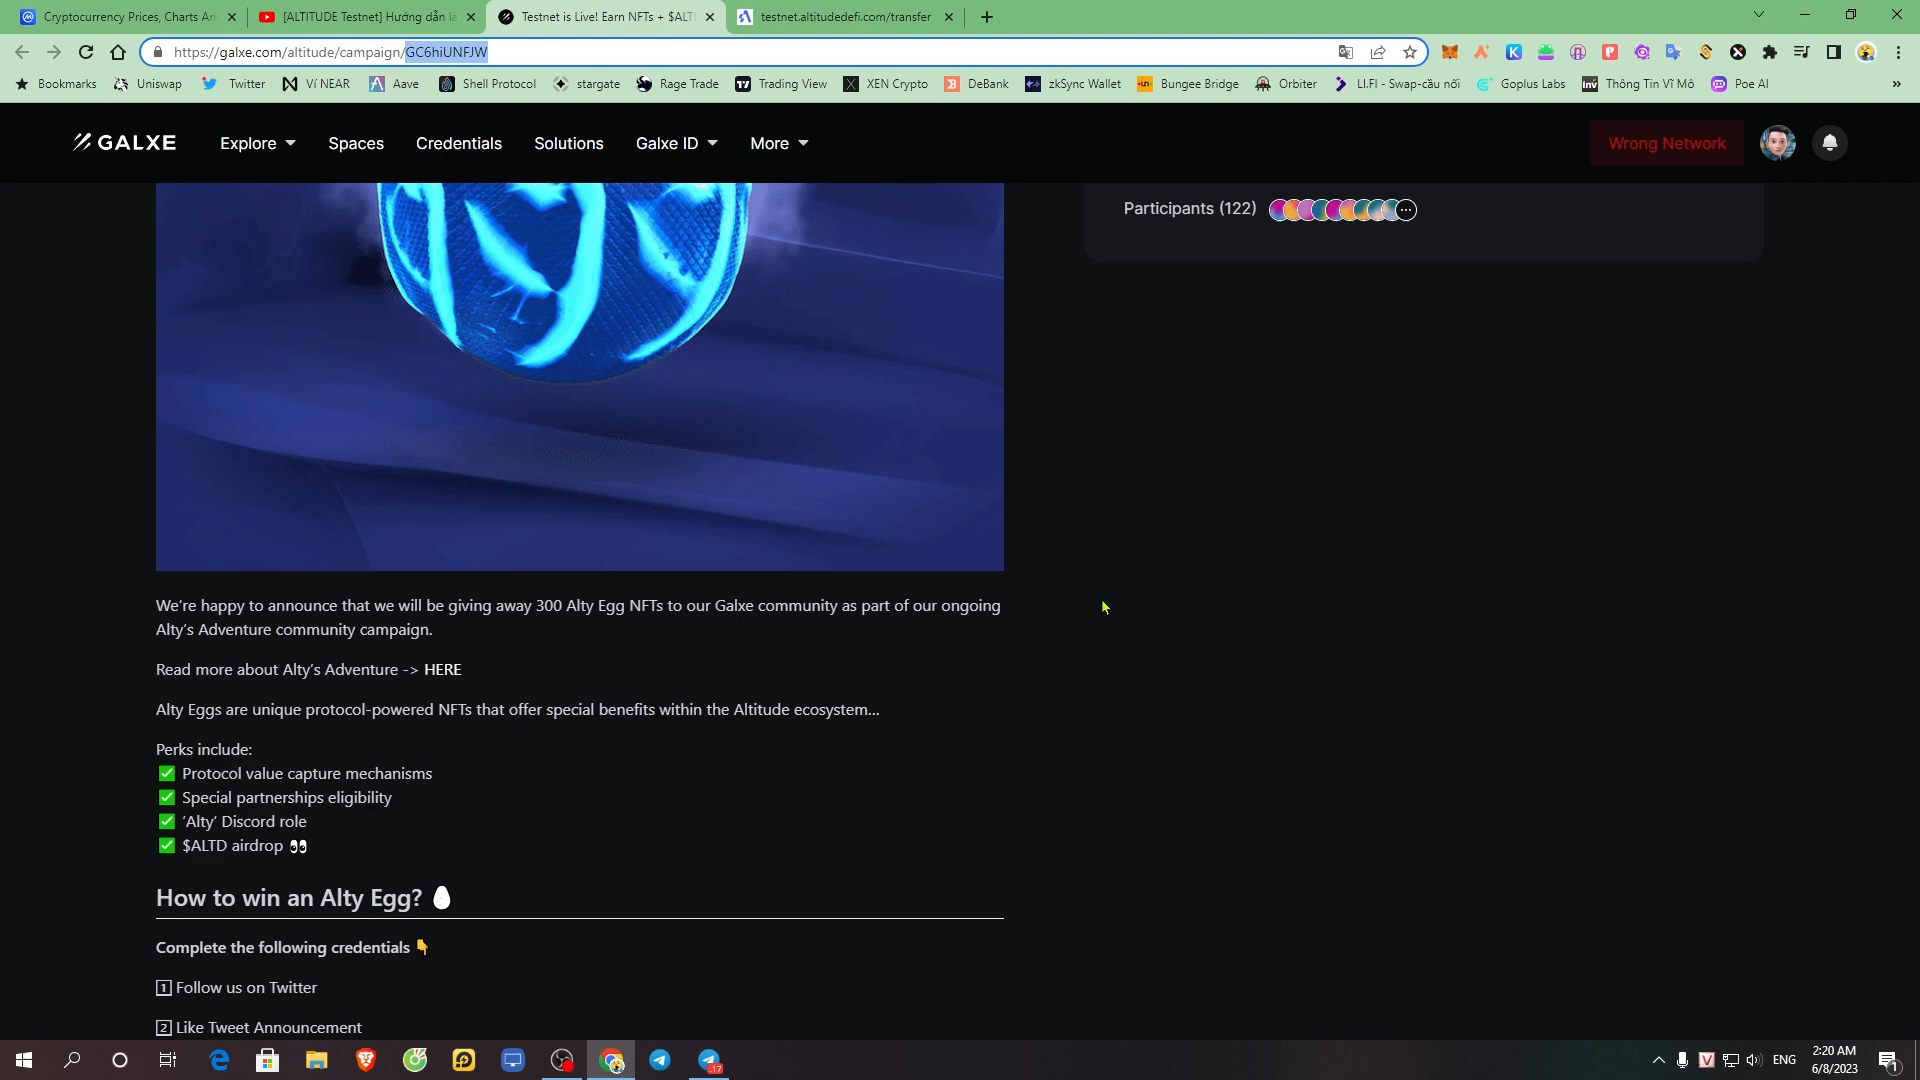 Cryptocurrency Prices, Charts An
[ALTITUDE Testnet] Hướng dẫn là
Testnet is Live! Earn NFTs + $ALT
testnet.altitudedefi.com/transfer
https://galxe.com/altitude/campaign/GC6hiUNFJW
Bookmarks
Uniswap
Twitter
Ví NEAR
Aave
Shell Protocol
stargate
Rage Trade
Trading View
XEN Crypto
DeBank
zkSync Wallet
Bungee Bridge
Orbiter
LI.FI - Swap-cầu nối
Goplus Labs
Thông Tin Vĩ Mô
Poe AI
GALXE
Explore
Spaces
Credentials
Solutions
Galxe ID
More
Wrong Network
Participants (122)
We’re happy to announce that we will be giving away 300 Alty Egg NFTs to our Galxe community as part of our ongoing
Alty’s Adventure community campaign.
Read more about Alty’s Adventure -> HERE
Alty Eggs are unique protocol-powered NFTs that offer special benefits within the Altitude ecosystem...
Perks include:
✅ Protocol value capture mechanisms
✅ Special partnerships eligibility
✅ ‘Alty’ Discord role
✅ $ALTD airdrop 👀
How to win an Alty Egg? 🥚
Complete the following credentials 👇
1 Follow us on Twitter
2 Like Tweet Announcement
ENG
2:20 AM
6/8/2023